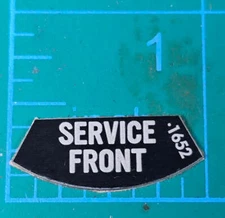 1
SERVICE
FRONT
.1652